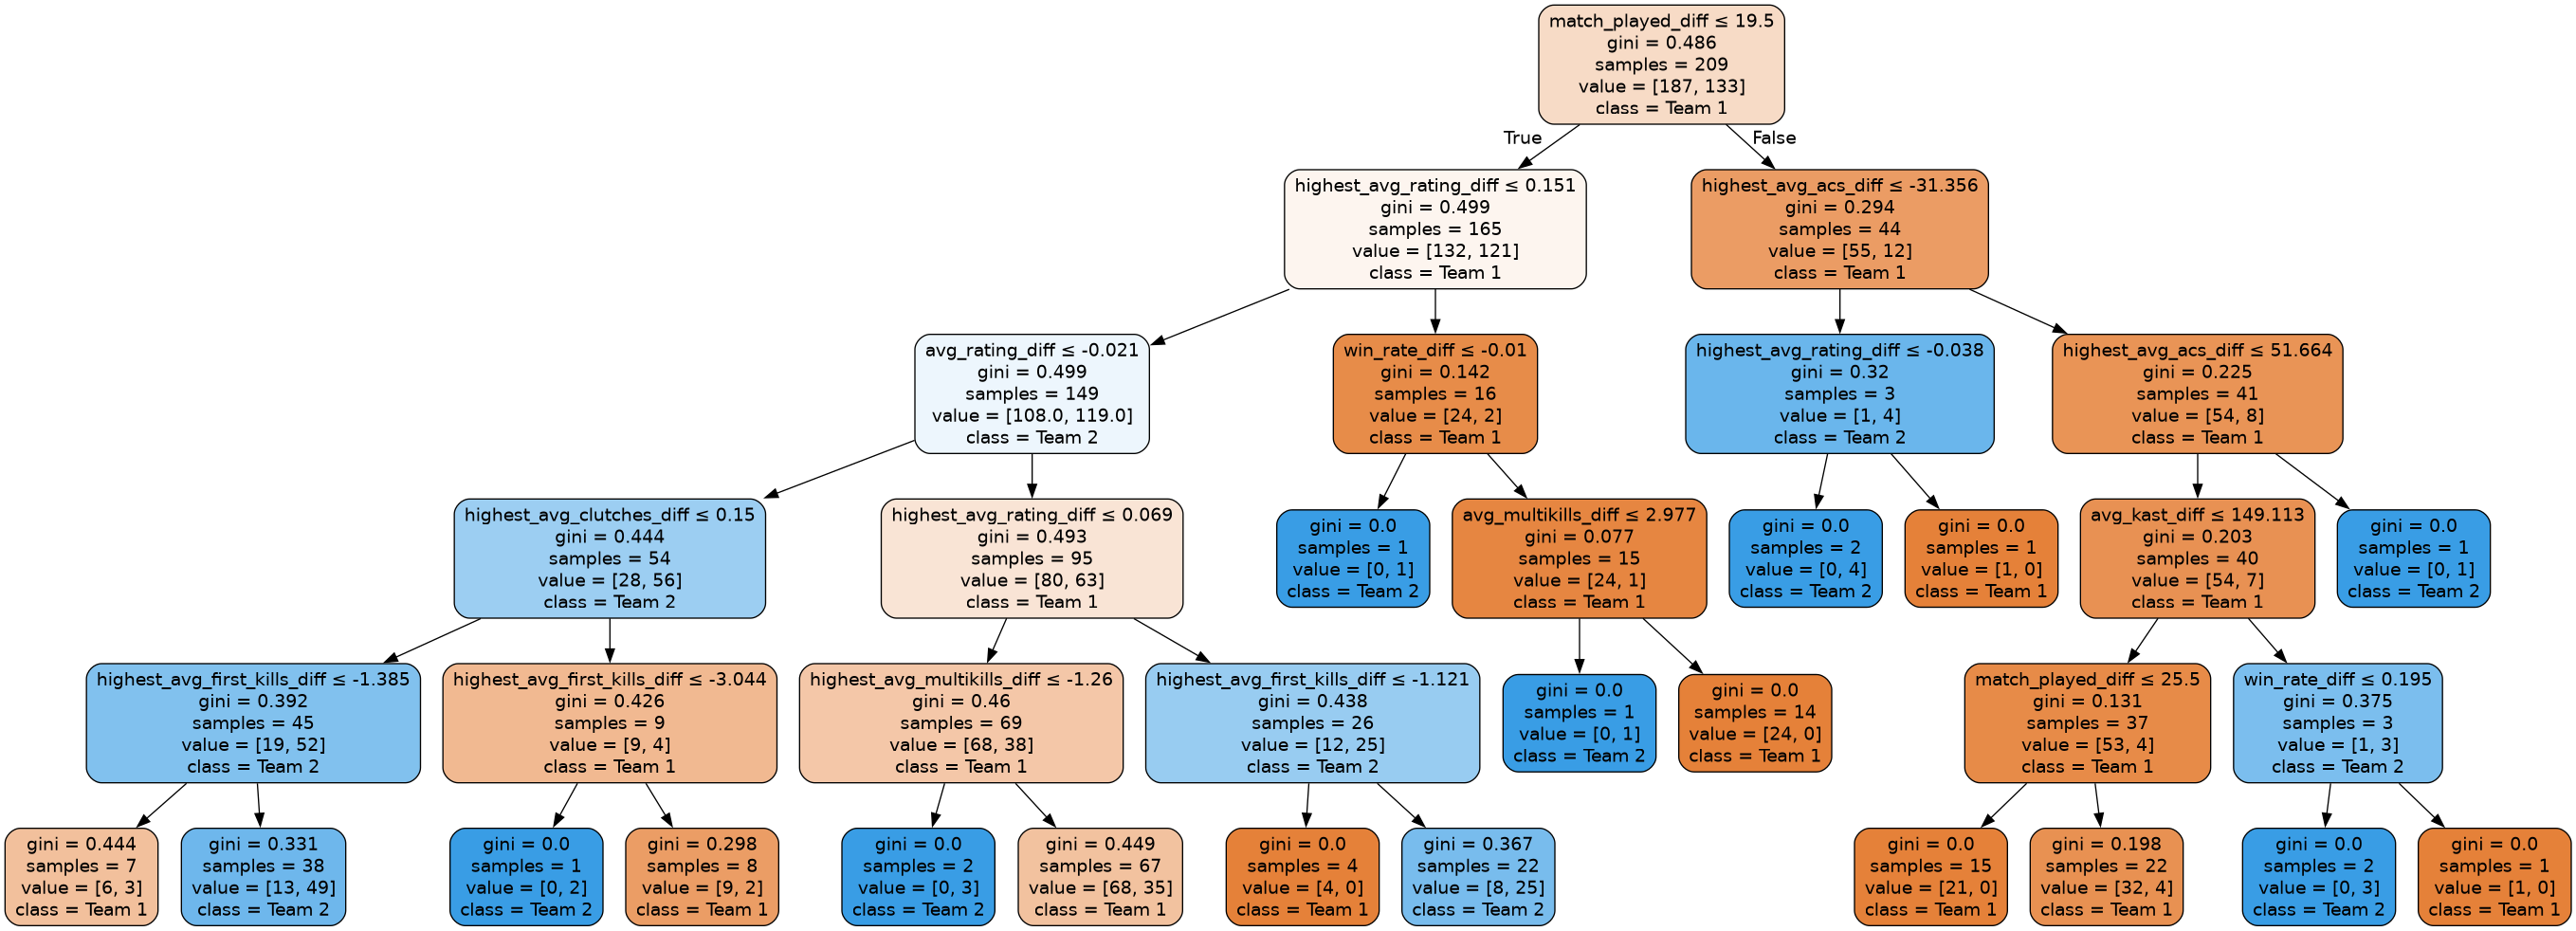 match_played_diff ≤ 19.5
gini = 0.486
samples = 209
value = [187, 133]
class = Team 1
True
False
highest_avg_rating_diff ≤ 0.151
gini = 0.499
samples = 165
value = [132, 121]
class = Team 1
highest_avg_acs_diff ≤ -31.356
gini = 0.294
samples = 44
value = [55, 12]
class = Team 1
avg_rating_diff ≤ -0.021
gini = 0.499
samples = 149
value = [108.0, 119.0]
class = Team 2
win_rate_diff ≤ -0.01
gini = 0.142
samples = 16
value = [24, 2]
class = Team 1
highest_avg_rating_diff ≤ -0.038
gini = 0.32
samples = 3
value = [1, 4]
class = Team 2
highest_avg_acs_diff ≤ 51.664
gini = 0.225
samples = 41
value = [54, 8]
class = Team 1
highest_avg_clutches_diff ≤ 0.15
gini = 0.444
samples = 54
value = [28, 56]
class = Team 2
highest_avg_rating_diff ≤ 0.069
gini = 0.493
samples = 95
value = [80, 63]
class = Team 1
gini = 0.0
samples = 1
value = [0, 1]
class = Team 2
avg_multikills_diff ≤ 2.977
gini = 0.077
samples = 15
value = [24, 1]
class = Team 1
gini = 0.0
samples = 2
value = [0, 4]
class = Team 2
gini = 0.0
samples = 1
value = [1, 0]
class = Team 1
avg_kast_diff ≤ 149.113
gini = 0.203
samples = 40
value = [54, 7]
class = Team 1
gini = 0.0
samples = 1
value = [0, 1]
class = Team 2
highest_avg_first_kills_diff ≤ -1.385
gini = 0.392
samples = 45
value = [19, 52]
class = Team 2
highest_avg_first_kills_diff ≤ -3.044
gini = 0.426
samples = 9
value = [9, 4]
class = Team 1
highest_avg_multikills_diff ≤ -1.26
gini = 0.46
samples = 69
value = [68, 38]
class = Team 1
highest_avg_first_kills_diff ≤ -1.121
gini = 0.438
samples = 26
value = [12, 25]
class = Team 2
gini = 0.0
samples = 1
value = [0, 1]
class = Team 2
gini = 0.0
samples = 14
value = [24, 0]
class = Team 1
match_played_diff ≤ 25.5
gini = 0.131
samples = 37
value = [53, 4]
class = Team 1
win_rate_diff ≤ 0.195
gini = 0.375
samples = 3
value = [1, 3]
class = Team 2
gini = 0.444
samples = 7
value = [6, 3]
class = Team 1
gini = 0.331
samples = 38
value = [13, 49]
class = Team 2
gini = 0.0
samples = 1
value = [0, 2]
class = Team 2
gini = 0.298
samples = 8
value = [9, 2]
class = Team 1
gini = 0.0
samples = 2
value = [0, 3]
class = Team 2
gini = 0.449
samples = 67
value = [68, 35]
class = Team 1
gini = 0.0
samples = 4
value = [4, 0]
class = Team 1
gini = 0.367
samples = 22
value = [8, 25]
class = Team 2
gini = 0.0
samples = 15
value = [21, 0]
class = Team 1
gini = 0.198
samples = 22
value = [32, 4]
class = Team 1
gini = 0.0
samples = 2
value = [0, 3]
class = Team 2
gini = 0.0
samples = 1
value = [1, 0]
class = Team 1